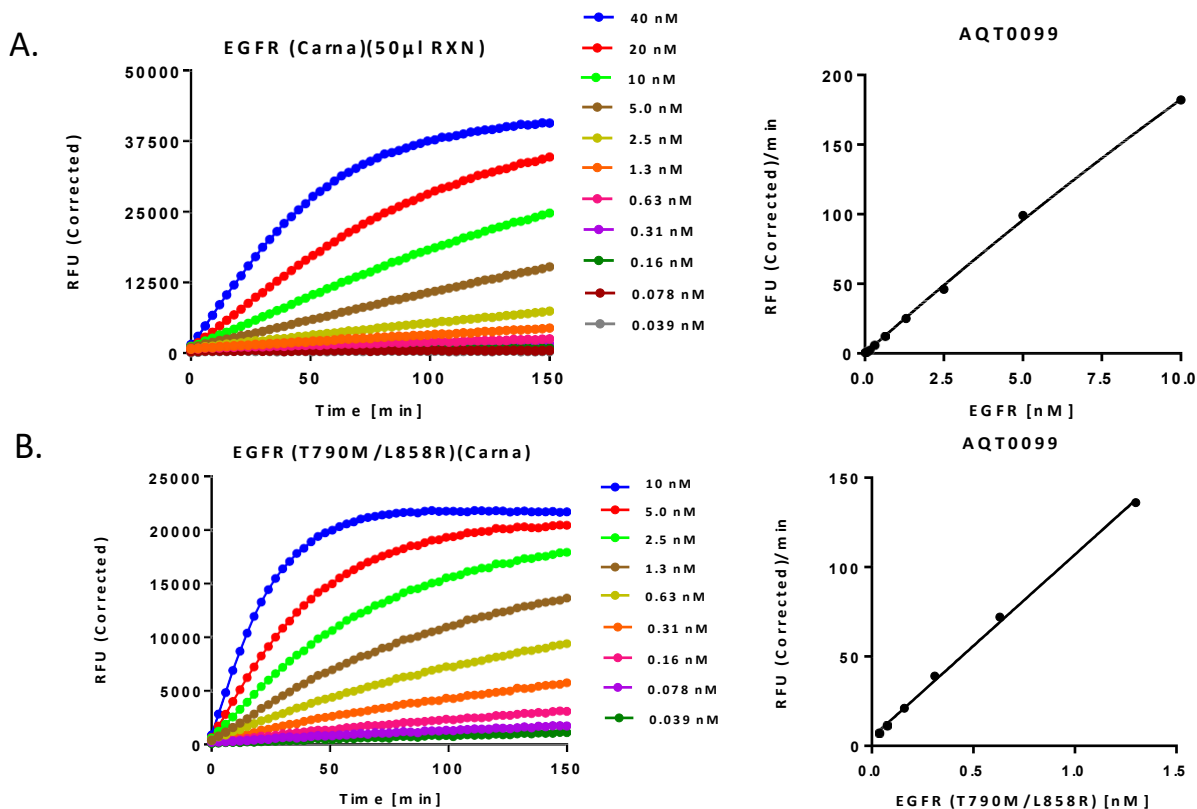 A.
EGFR (Carna)(50µl RXN)
50000
37500
25000
12500
0
RFU (Corrected)
0
50
100
150
Time [min]
40 nM
20 nM
10 nM
5.0 nM
2.5 nM
1.3 nM
0.63 nM
0.31 nM
0.16 nM
0.078 nM
0.039 nM
AQT0099
200
150
100
50
0
RFU (Corrected)/min
0.0
2.5
5.0
7.5
10.0
EGFR [nM]
B.
EGFR (T790M/L858R)(Carna)
25000
20000
15000
10000
5000
0
RFU (Corrected)
0
50
100
150
Time [min]
10 nM
5.0 nM
2.5 nM
1.3 nM
0.63 nM
0.31 nM
0.16 nM
0.078 nM
0.039 nM
AQT0099
150
100
50
0
RFU (Corrected)/min
0.0
0.5
1.0
1.5
EGFR (T790M/L858R) [nM]